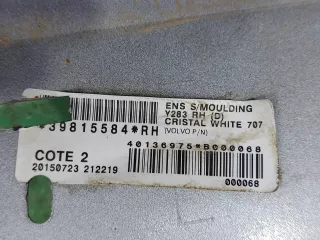 ENS S/MOULDING
Y283 RH (D)
CRISTAL WHITE 707
*39815584*RH
(VOLVO P/N)
40136975*B000068
COTE 2
20150723 212219
000068